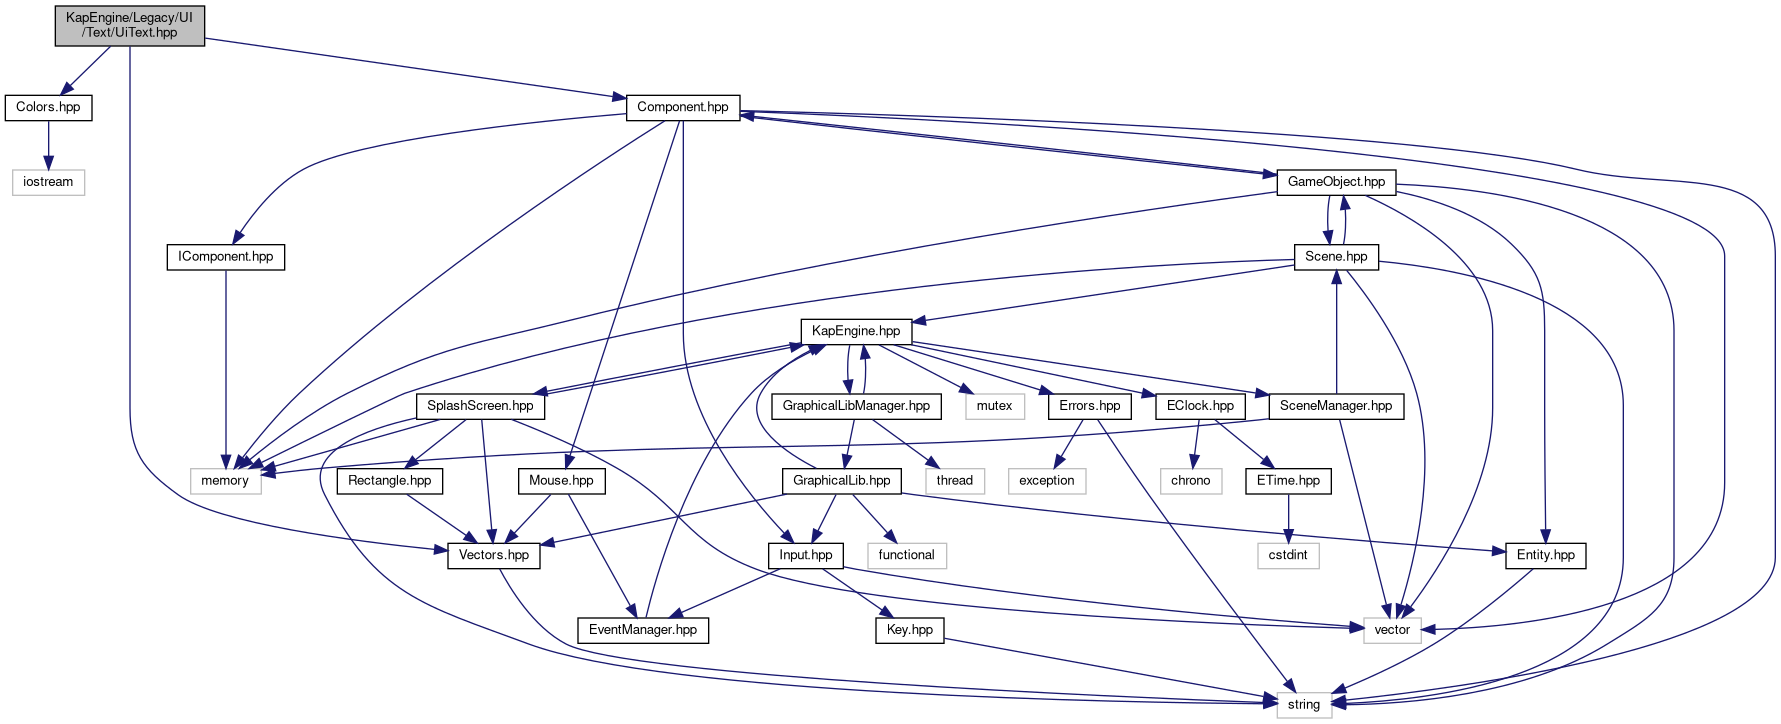 KapEngine/Legacy/UI
/Text/UiText.hpp
Colors.hpp
Component.hpp
iostream
GameObject.hpp
IComponent.hpp
Scene.hpp
KapEngine.hpp
SplashScreen.hpp
GraphicalLibManager.hpp
mutex
Errors.hpp
EClock.hpp
SceneManager.hpp
memory
Rectangle.hpp
Mouse.hpp
GraphicalLib.hpp
thread
exception
chrono
ETime.hpp
Vectors.hpp
Input.hpp
functional
cstdint
Entity.hpp
EventManager.hpp
Key.hpp
vector
string